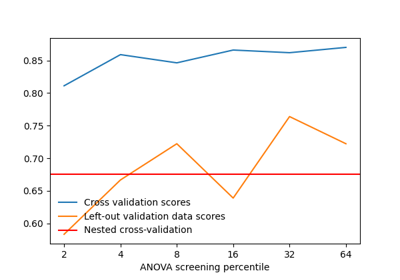 0.85
0.80
0.75
0.70
0.65
0.60
Cross validation scores
Left-out validation data scores
Nested cross-validation
2 4 8 16 32 64
ANOVA screening percentile